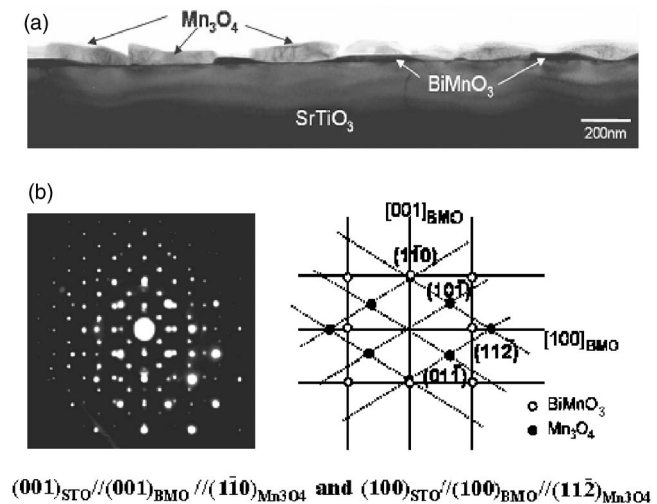 (a)
Mn₃O₄
BiMnO₃
SrTiO₃
200nm
(b)
[001]BMO
(11̄0)
(101̄)
[100]BMO
(112̄)
(011̄)
BiMnO₃
Mn₃O₄
(001)STO//(001)BMO//(11̄0)Mn3O4 and (100)STO//(100)BMO//(112̄)Mn3O4